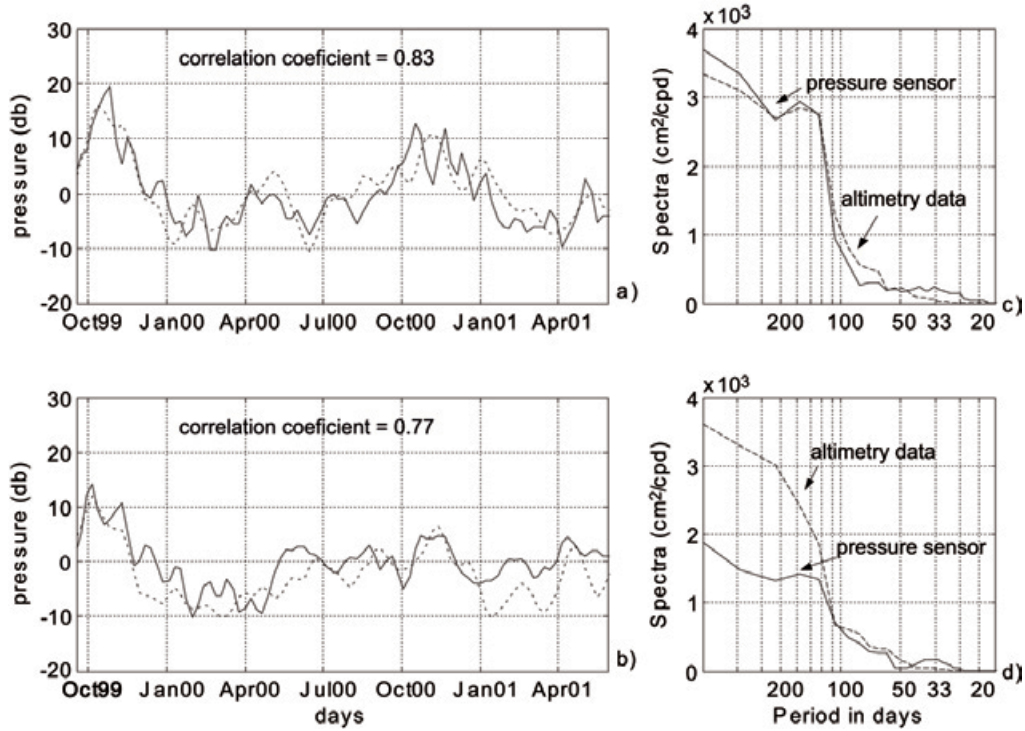 30
20
10
0
-10
-20
pressure (db)
correlation coeficient = 0.83
a)
Oct99 Jan00 Apr00 Jul00 Oct00 Jan01 Apr01
x 10³
4
3
2
1
0
Spectra (cm2/cpd)
pressure sensor
altimetry data
c)
200 100 50 33 20
30
20
10
0
-10
-20
pressure (db)
correlation coeficient = 0.77
b)
Oct99 Jan00 Apr00 Jul00 Oct00 Jan01 Apr01
days
x 10³
4
3
2
1
0
Spectra (cm2/cpd)
altimetry data
pressure sensor
d)
200 100 50 33 20
Period in days